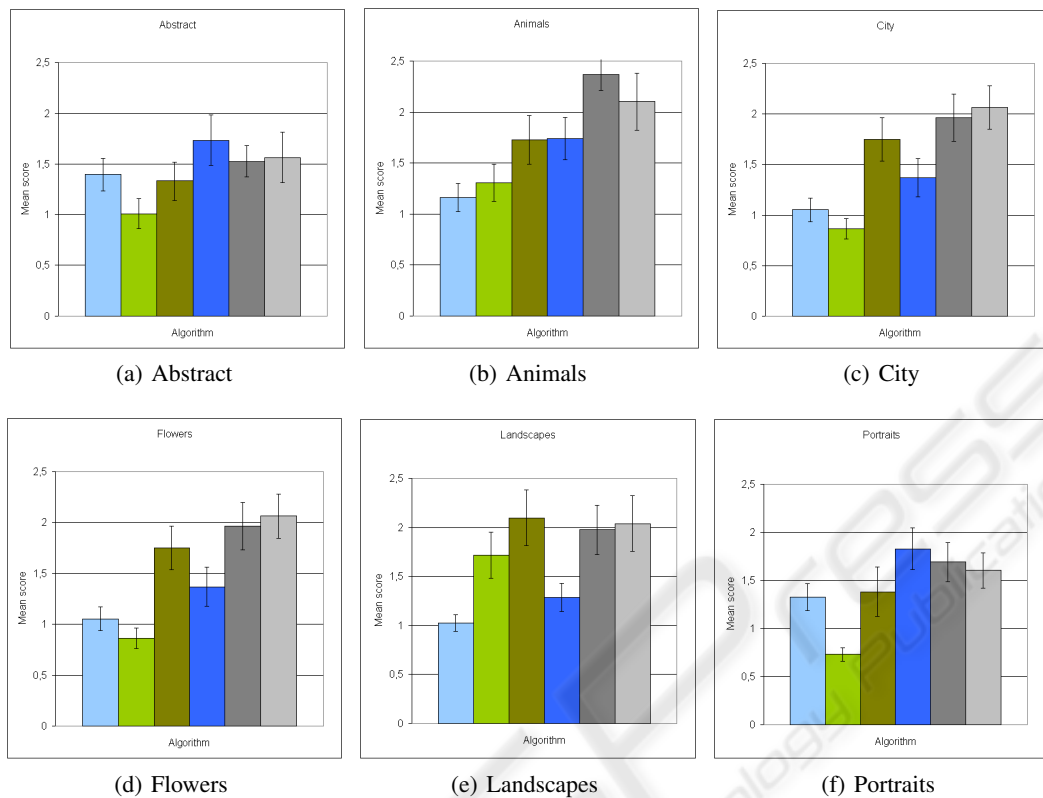 Abstract
2,5
2
1,5
1
0,5
0
Mean score
Algorithm
(a) Abstract
Animals
2,5
2
1,5
1
0,5
0
Mean score
Algorithm
(b) Animals
City
2,5
2
1,5
1
0,5
0
Mean score
Algorithm
(c) City
Flowers
2,5
2
1,5
1
0,5
0
Mean score
Algorithm
(d) Flowers
Landscapes
2,5
2
1,5
1
0,5
0
Mean score
Algorithm
(e) Landscapes
Portraits
2,5
2
1,5
1
0,5
0
Mean score
Algorithm
(f) Portraits
Press